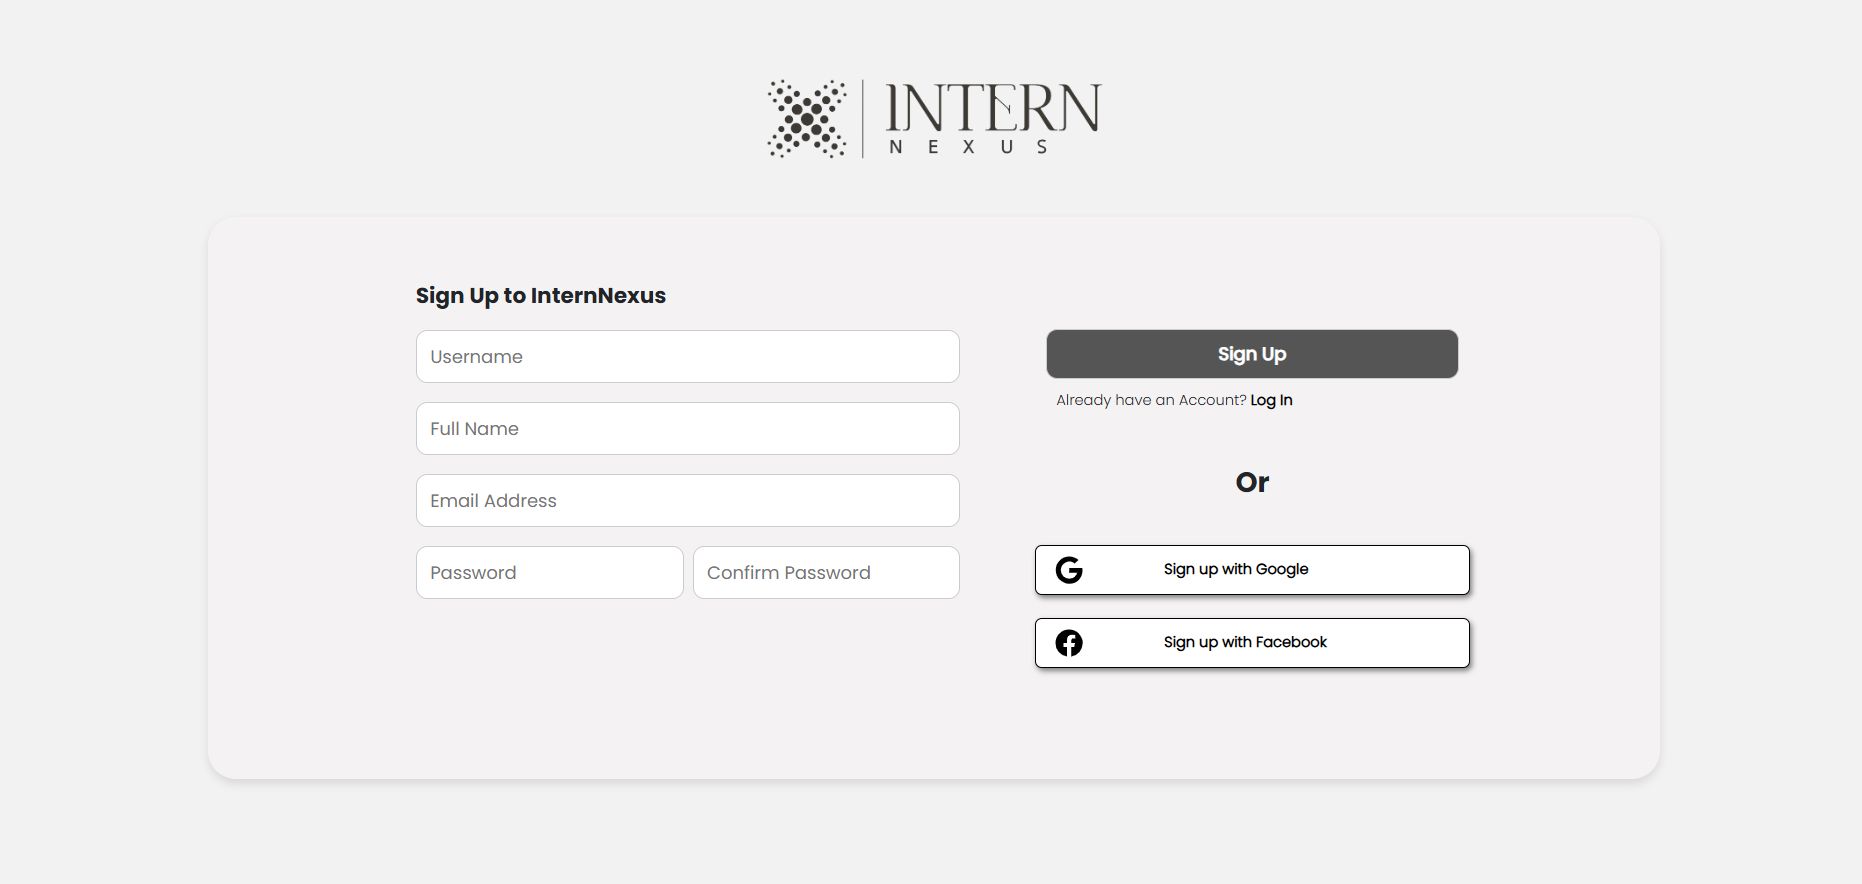 INTERN
NEXUS
Sign Up to InternNexus
Username
Full Name
Email Address
Password
Confirm Password
Sign Up
Already have an Account? Log In
Or
Sign up with Google
Sign up with Facebook